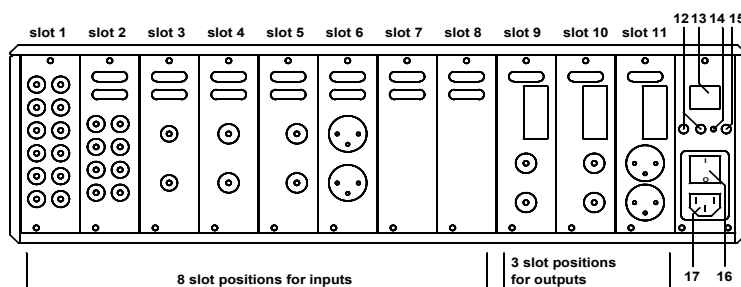 slot 1 slot 2 slot 3 slot 4 slot 5 slot 6 slot 7 slot 8 slot 9 slot 10 slot 11 12 13 14 15
8 slot positions for inputs
3 slot positions
for outputs
17 16